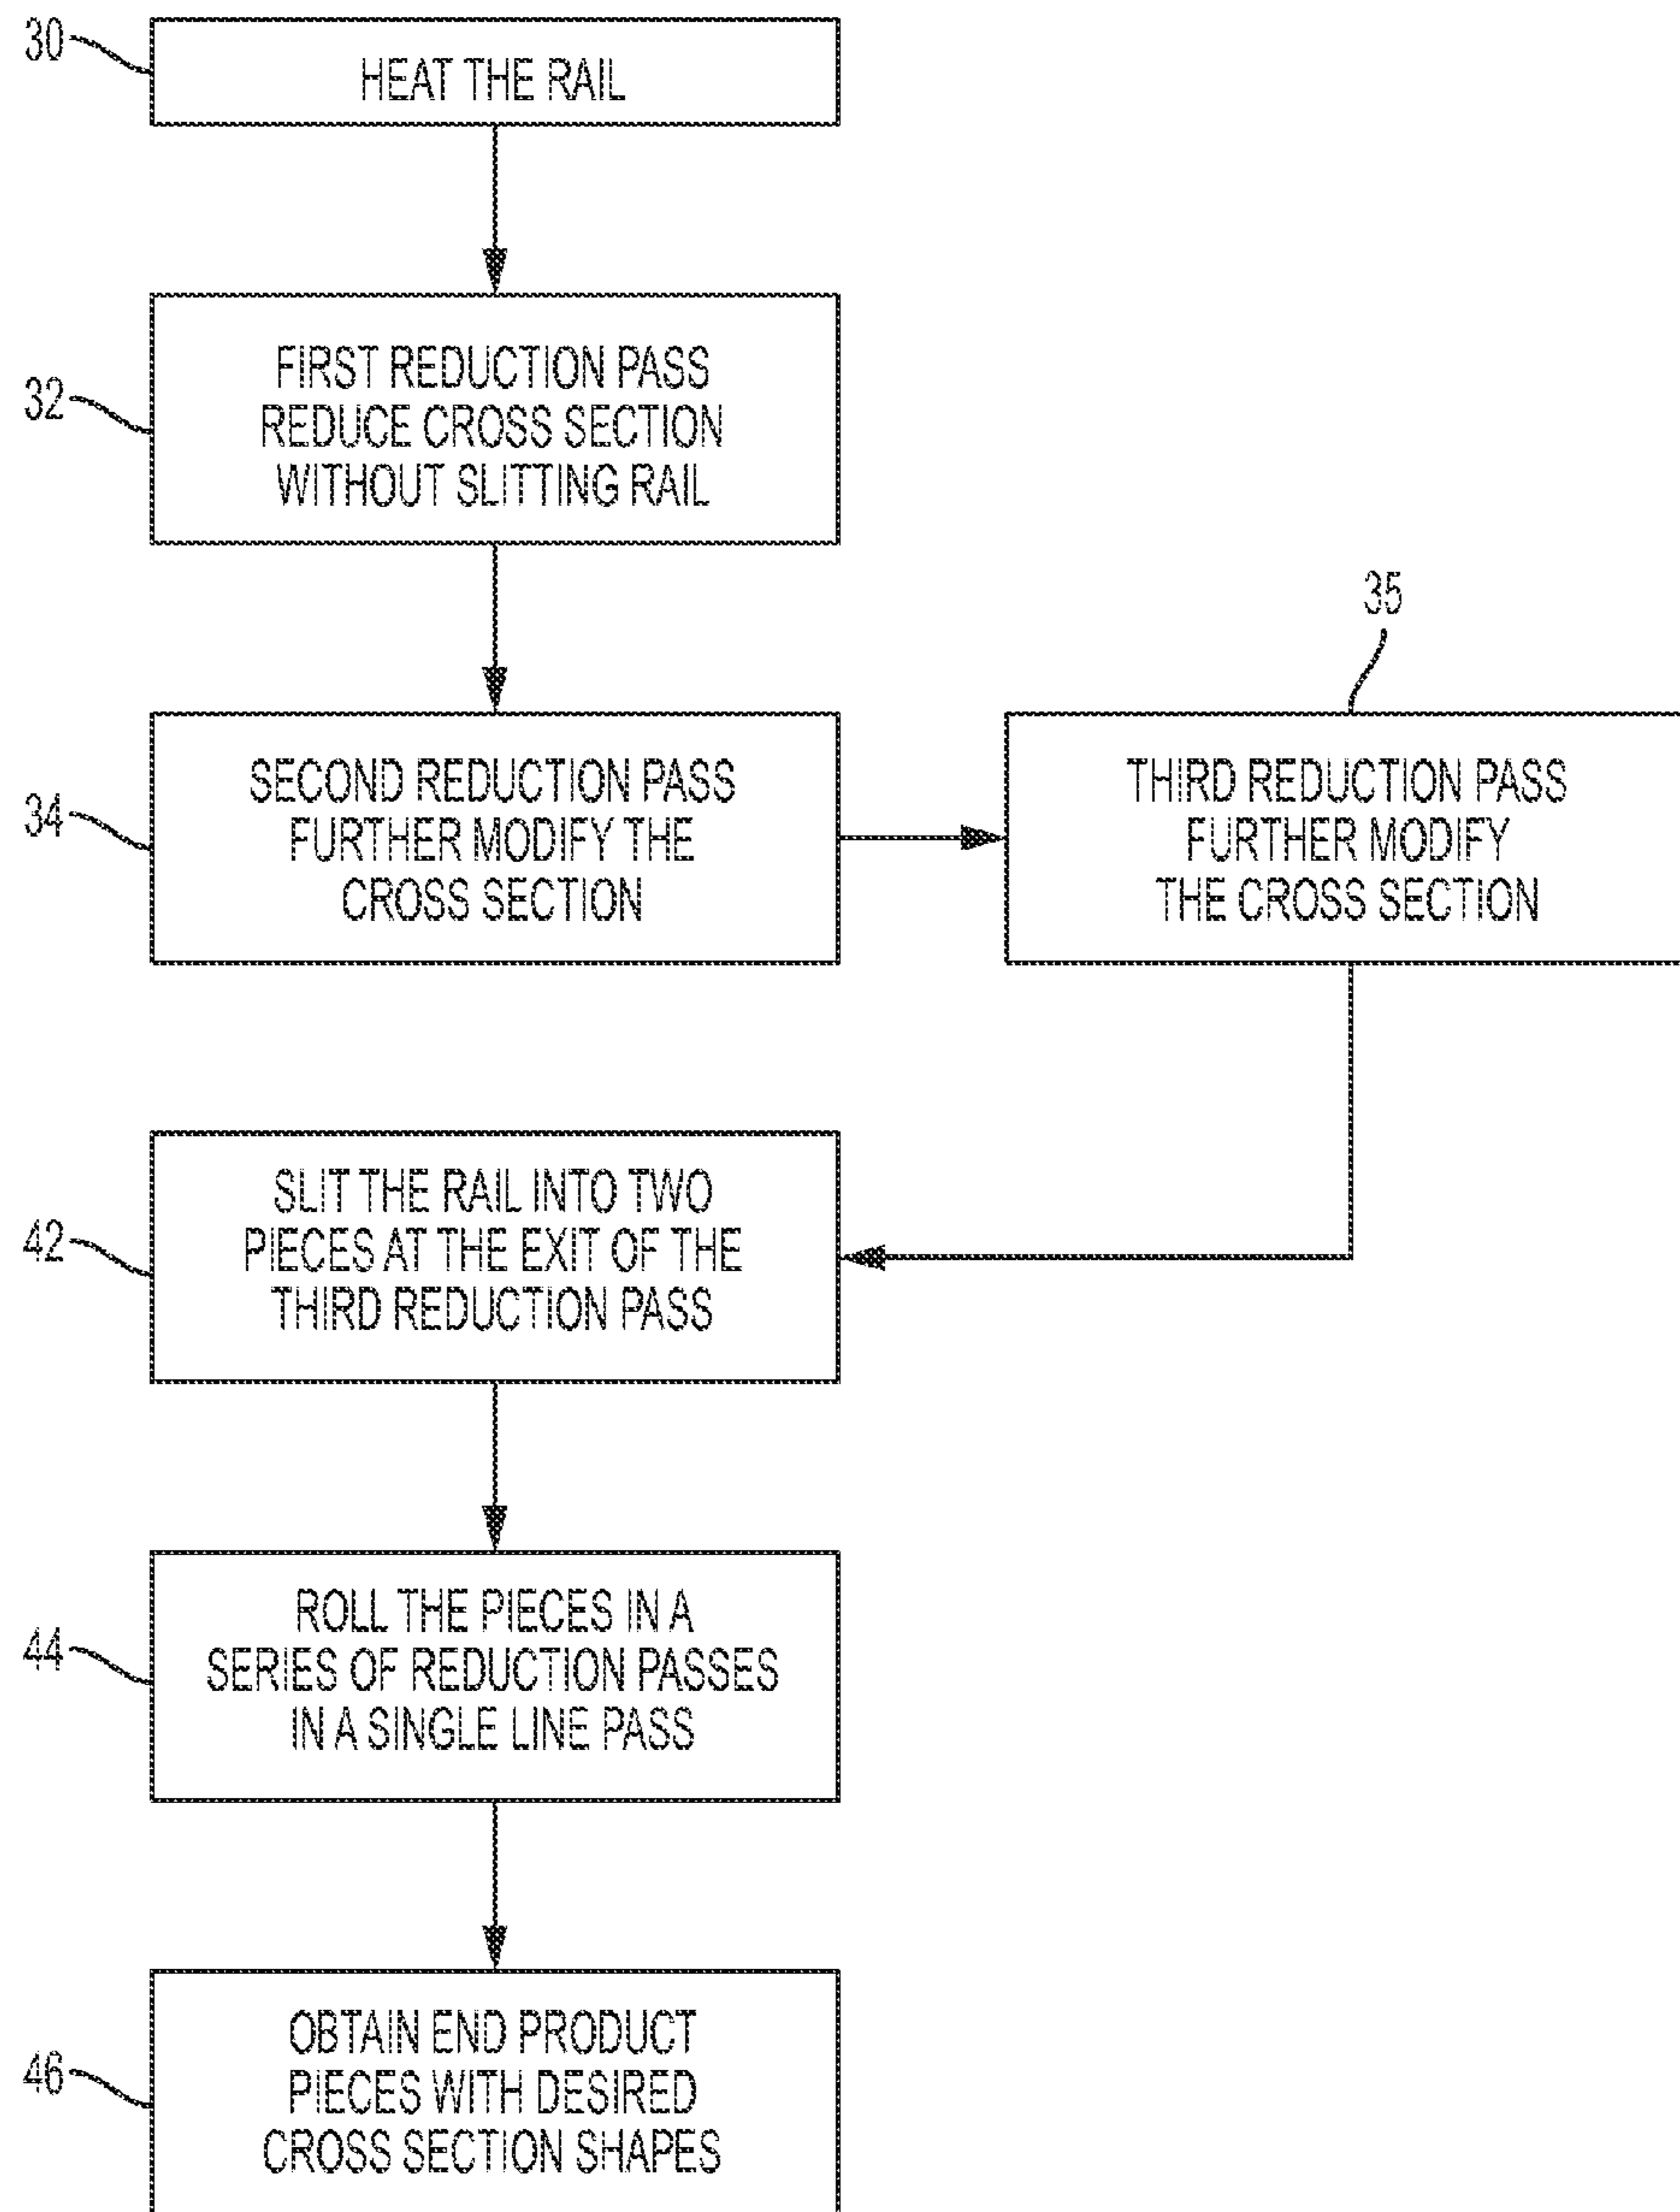 30
HEAT THE RAIL
32
FIRST REDUCTION PASS
REDUCE CROSS SECTION
WITHOUT SLITTING RAIL
34
SECOND REDUCTION PASS
FURTHER MODIFY THE
CROSS SECTION
35
THIRD REDUCTION PASS
FURTHER MODIFY
THE CROSS SECTION
42
SLIT THE RAIL INTO TWO
PIECES AT THE EXIT OF THE
THIRD REDUCTION PASS
44
ROLL THE PIECES IN A
SERIES OF REDUCTION PASSES
IN A SINGLE LINE PASS
46
OBTAIN END PRODUCT
PIECES WITH DESIRED
CROSS SECTION SHAPES